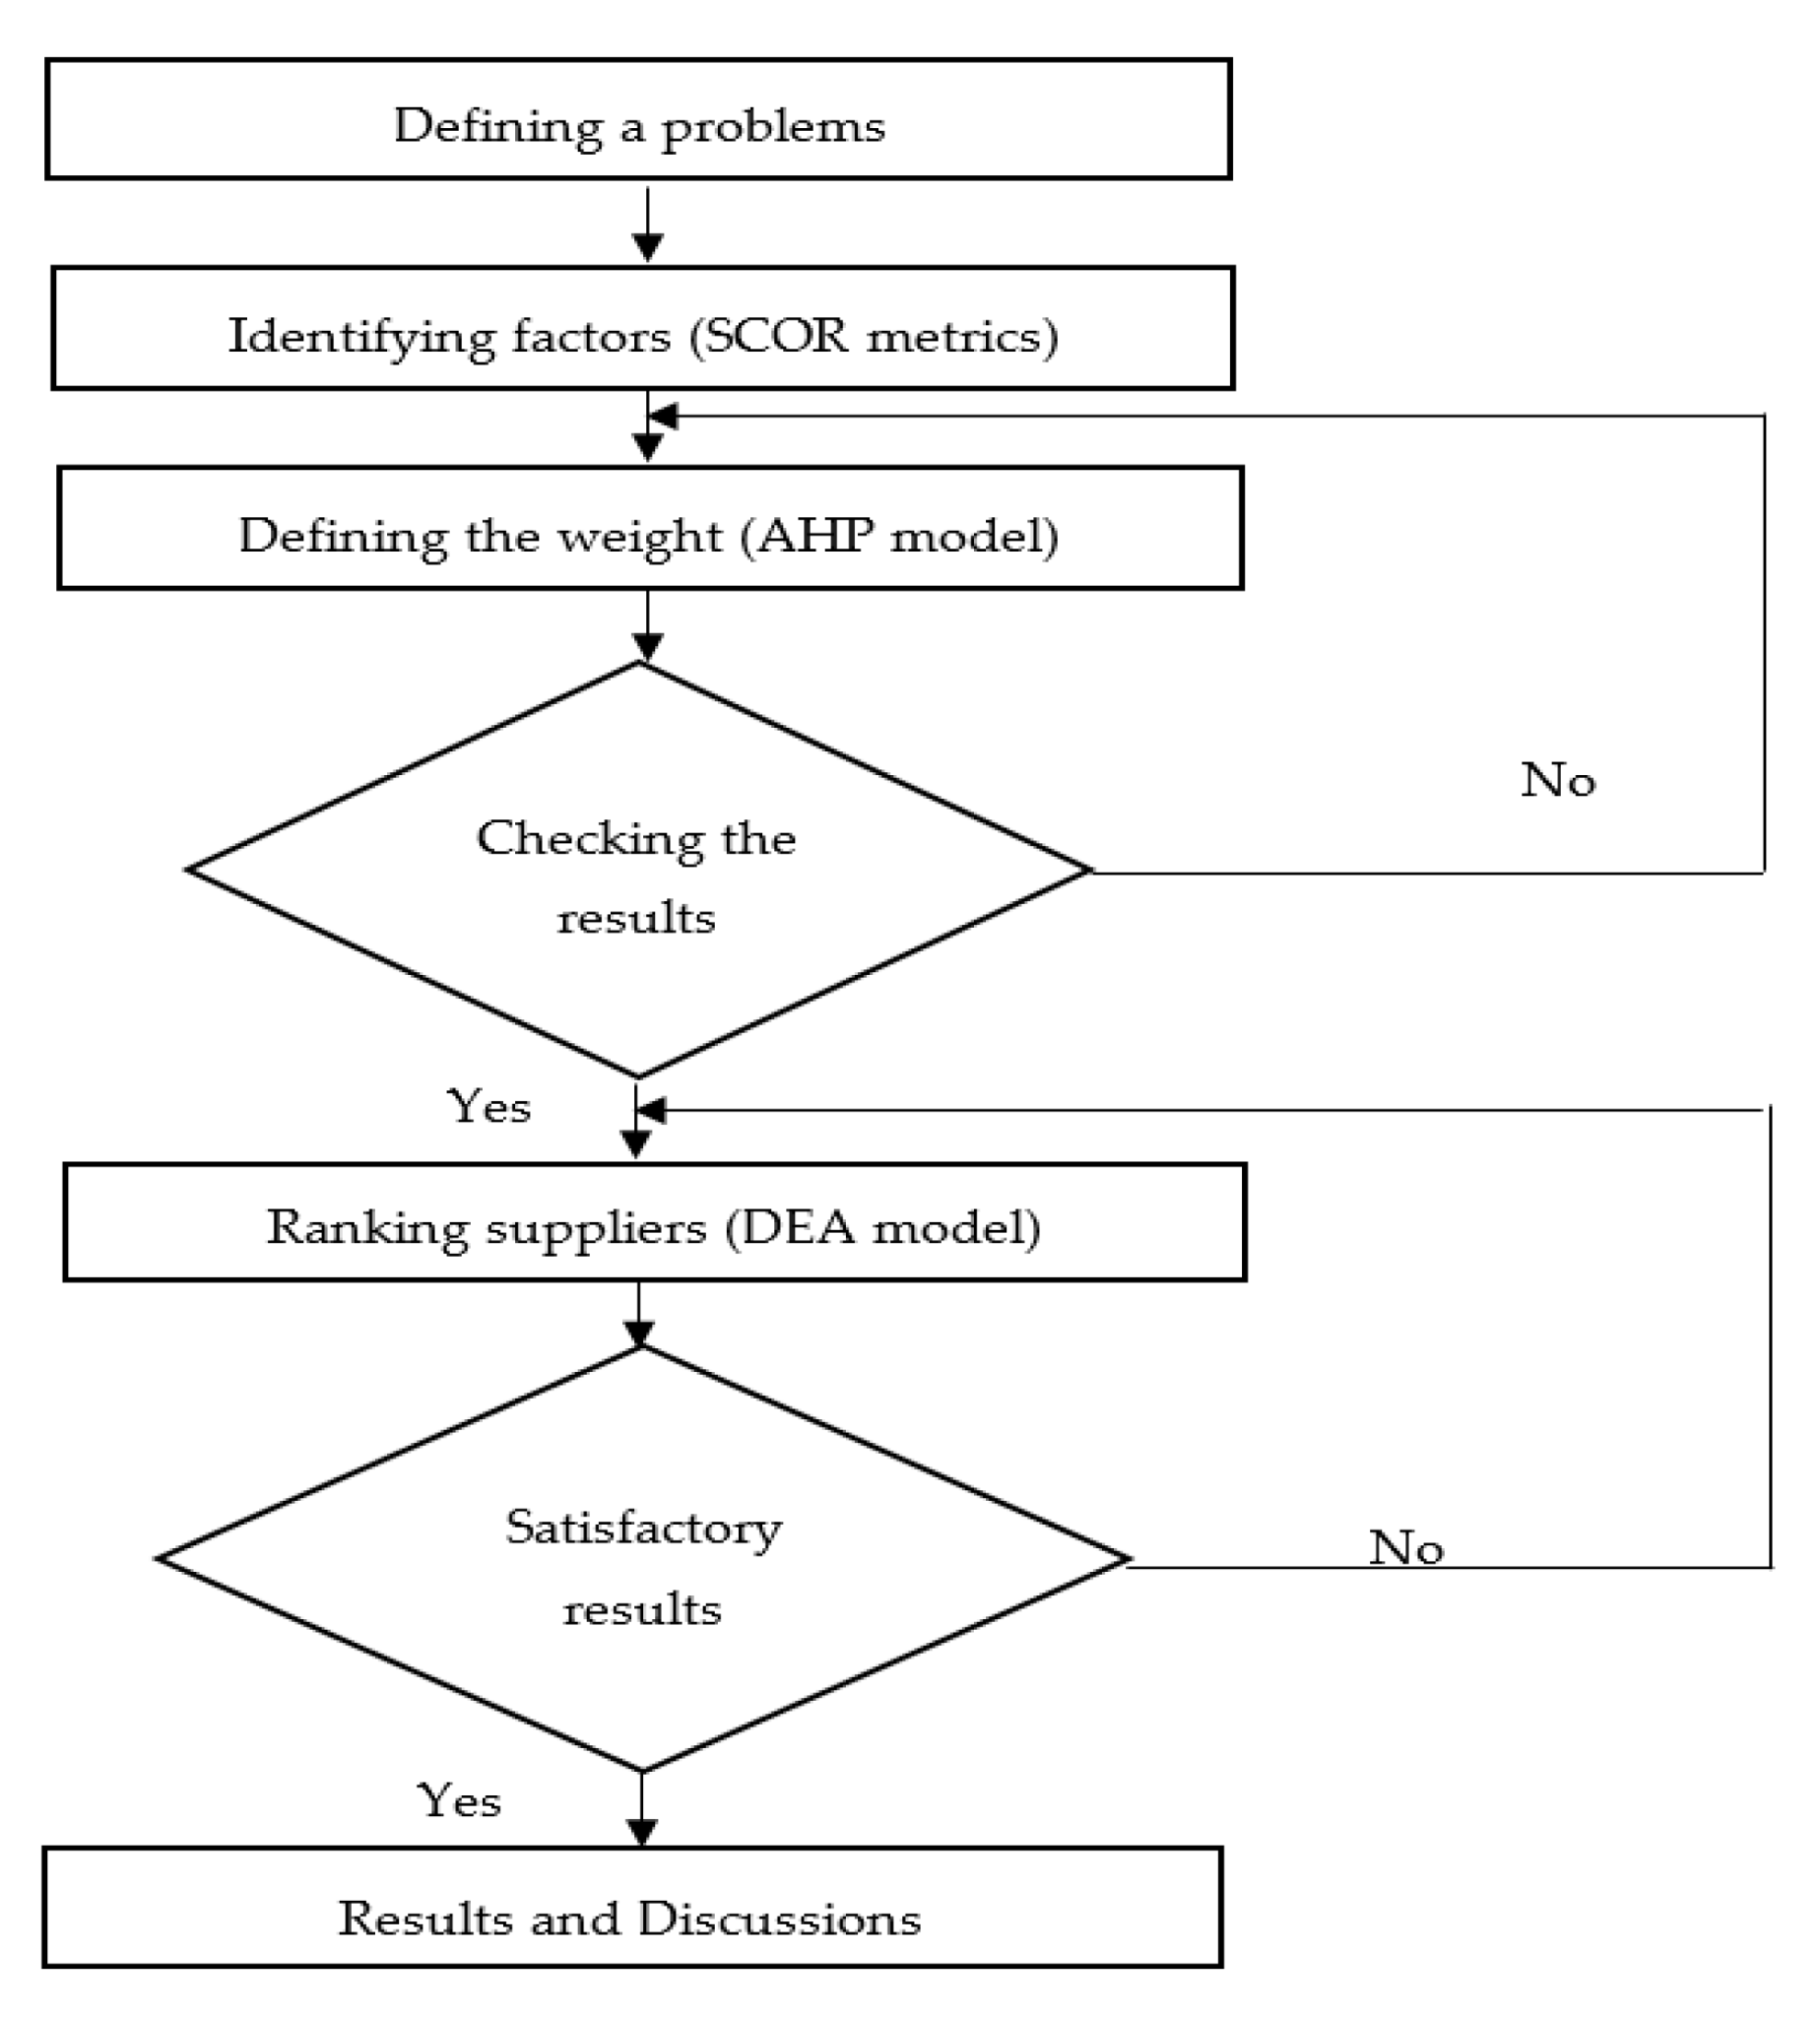 Defining a problems
Identifying factors (SCOR metrics)
Defining the weight (AHP model)
No
Checking the
results
Yes
Ranking suppliers (DEA model)
Satisfactory
No
results
Yes
Results and Discussions